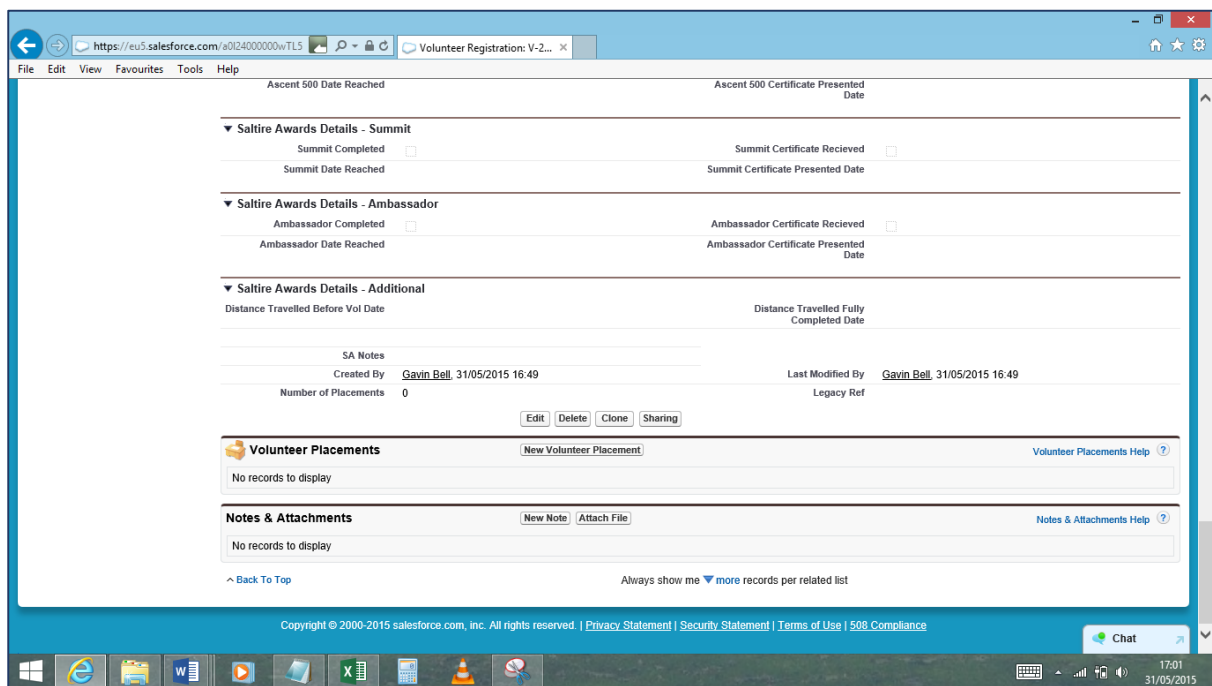 https://eu5.salesforce.com/a0I24000000wTL5
Volunteer Registration: V-2...
File Edit View Favourites Tools Help
Ascent 500 Date Reached Ascent 500 Certificate Presented Date
Saltire Awards Details - Summit
Summit Completed Summit Certificate Recieved
Summit Date Reached Summit Certificate Presented Date
Saltire Awards Details - Ambassador
Ambassador Completed Ambassador Certificate Recieved
Ambassador Date Reached Ambassador Certificate Presented Date
Saltire Awards Details - Additional
Distance Travelled Before Vol Date Distance Travelled Fully Completed Date
SA Notes
Created By Gavin Bell, 31/05/2015 16:49 Last Modified By Gavin Bell, 31/05/2015 16:49
Number of Placements 0 Legacy Ref
Edit Delete Clone Sharing
Volunteer Placements New Volunteer Placement Volunteer Placements Help ?
No records to display
Notes & Attachments New Note Attach File Notes & Attachments Help ?
No records to display
Back To Top Always show me more records per related list
Copyright © 2000-2015 salesforce.com, inc. All rights reserved. | Privacy Statement | Security Statement | Terms of Use | 508 Compliance
Chat
17:01
31/05/2015